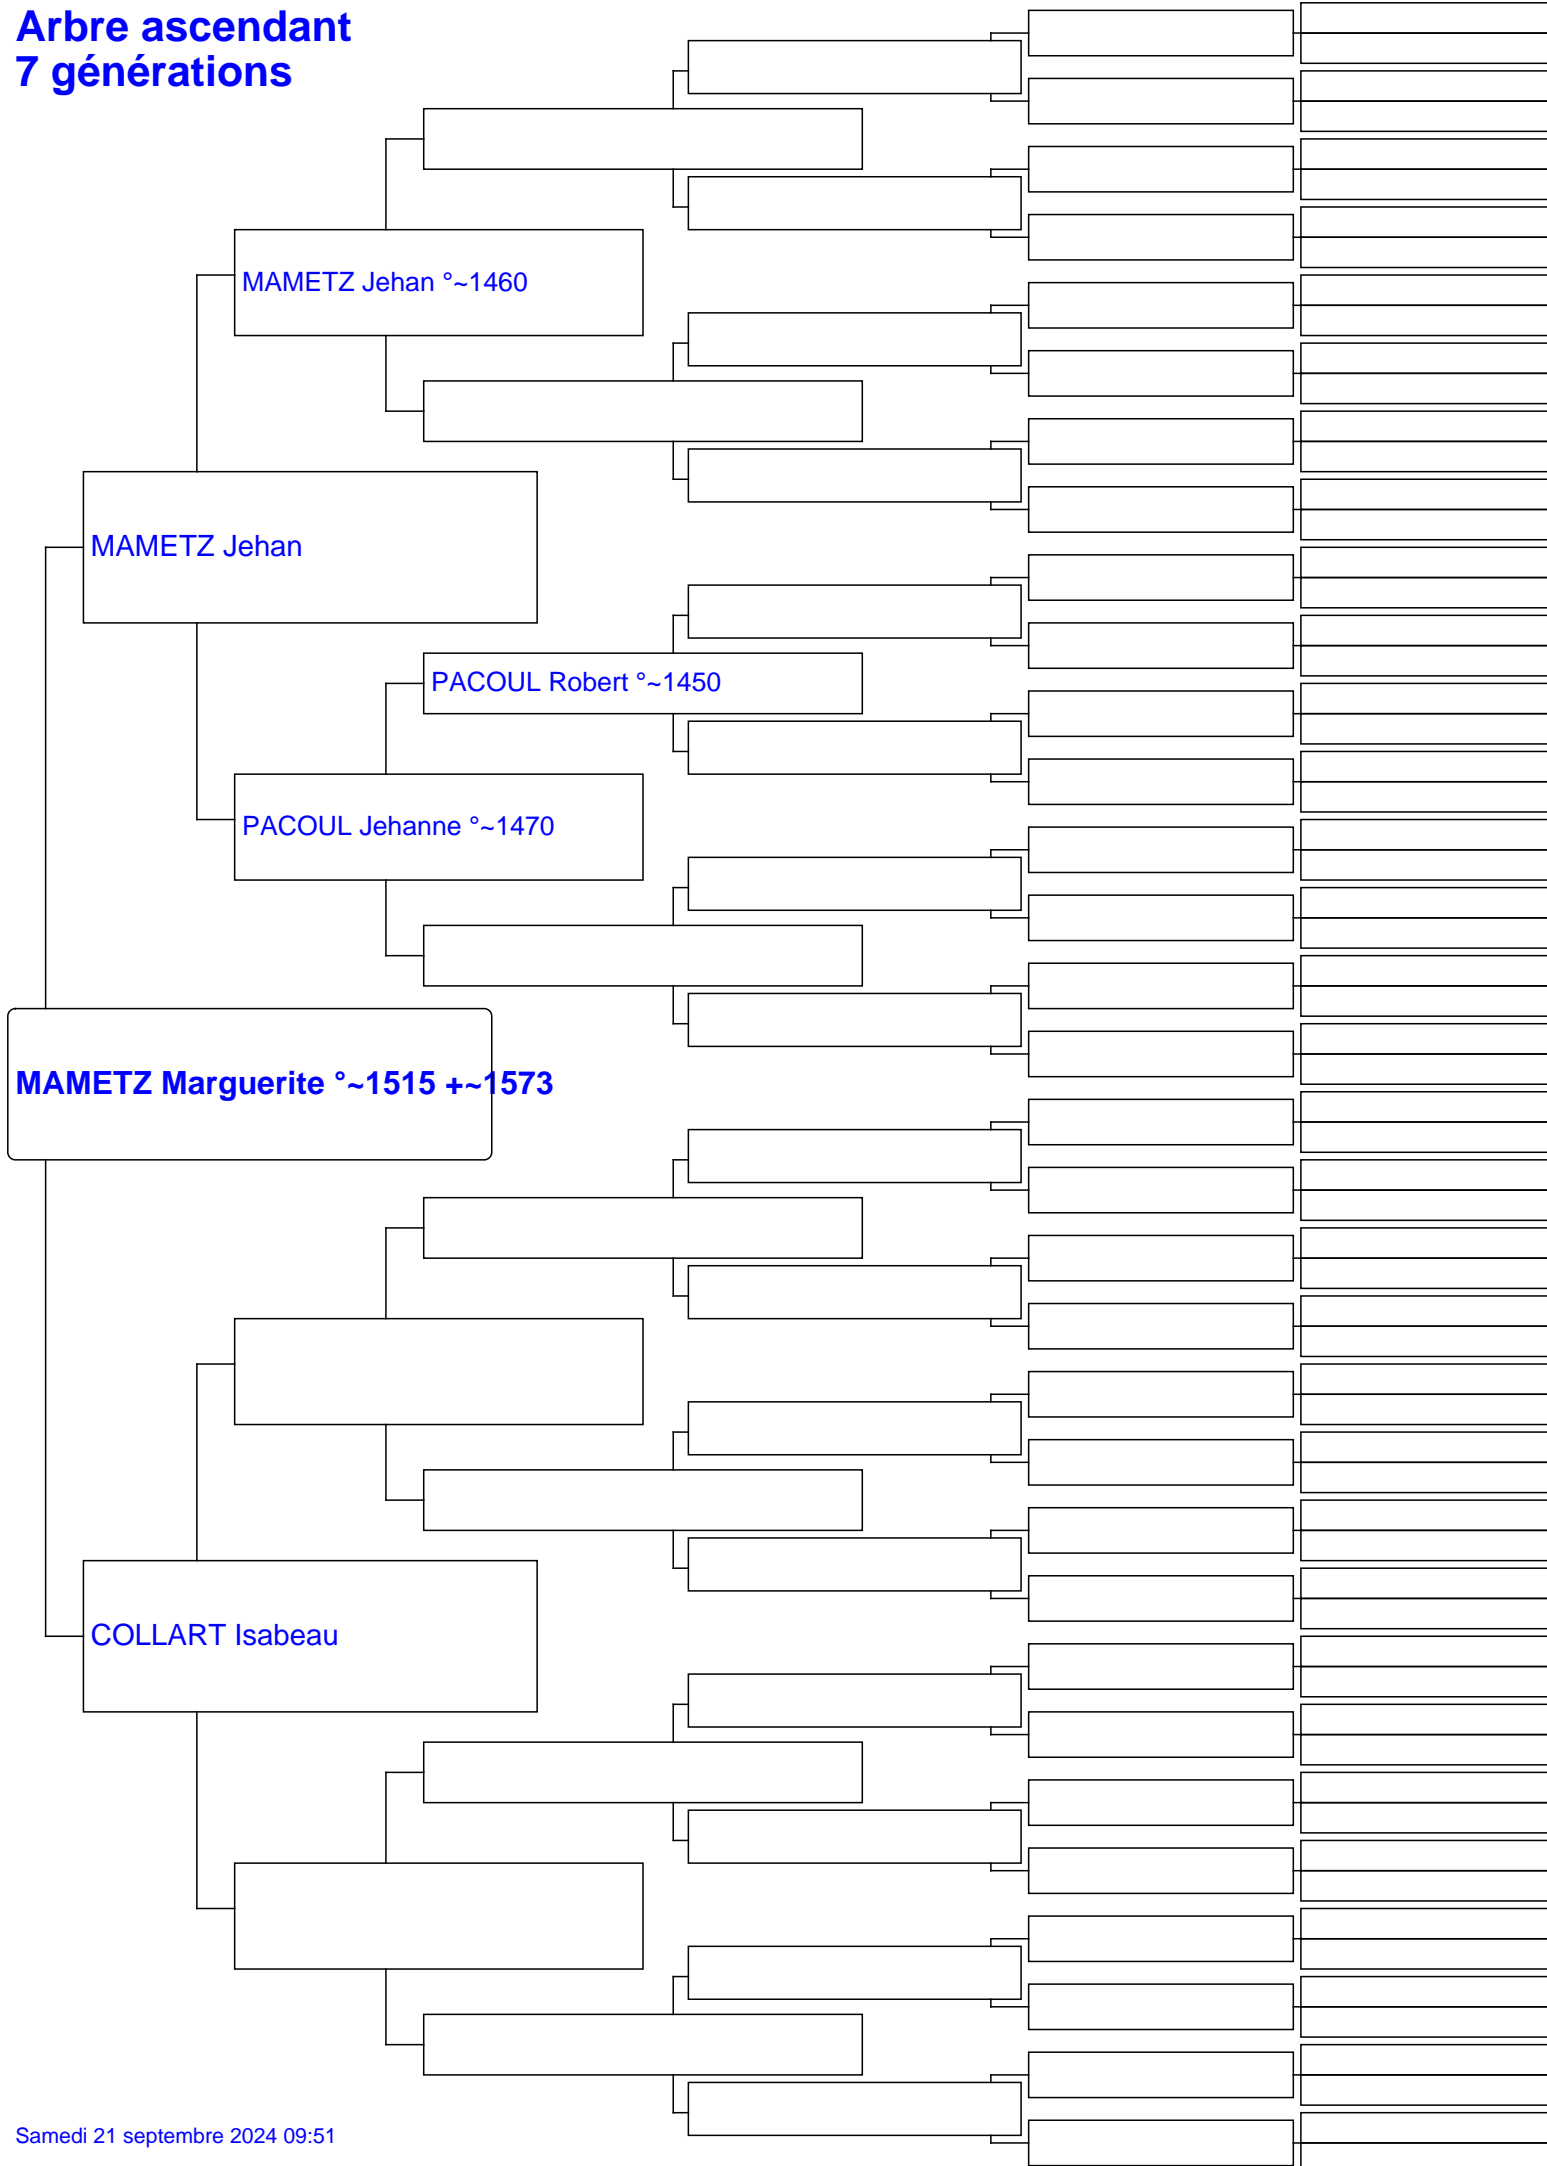 Arbre ascendant
7 générations
MAMETZ Jehan °~1460
MAMETZ Jehan
PACOUL Robert °~1450
PACOUL Jehanne °~1470
MAMETZ Marguerite °~1515 +~1573
COLLART Isabeau
Samedi 21 septembre 2024 09:51